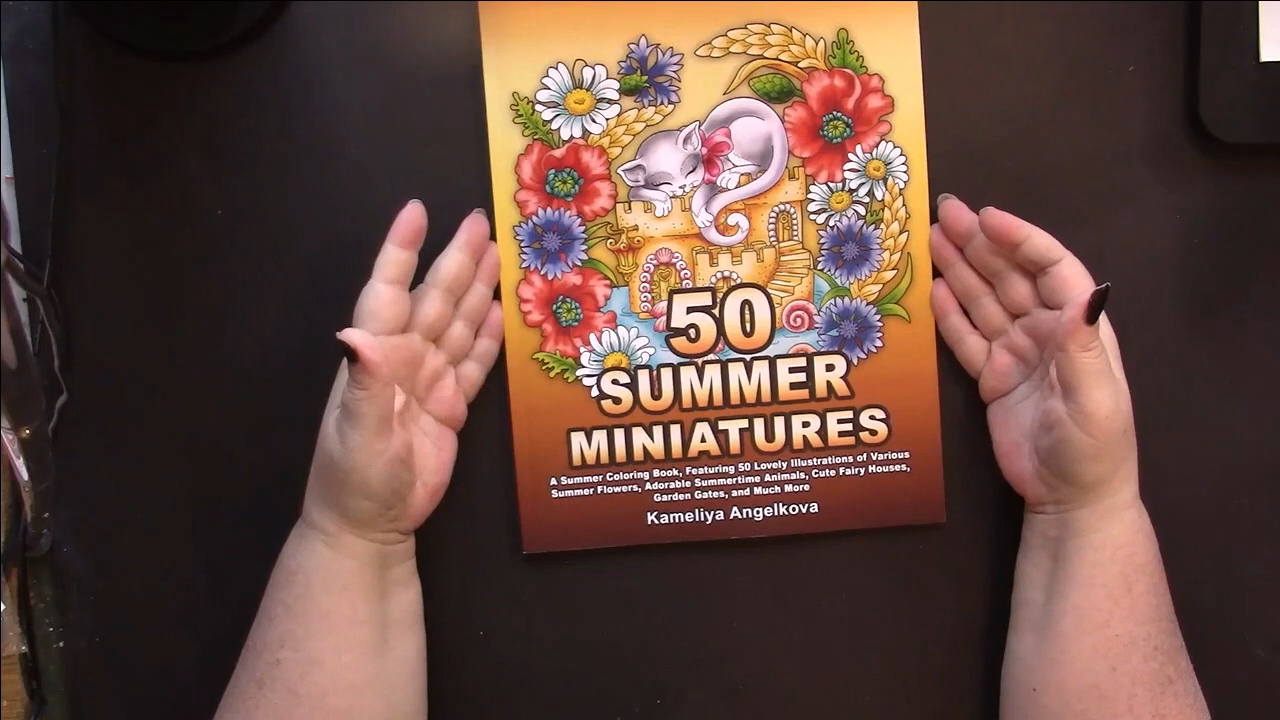 50
SUMMER
MINIATURES
A Summer Coloring Book, Featuring 50 Lovely Illustrations of Various
Summer Flowers, Adorable Summertime Animals, Cute Fairy Houses,
Garden Gates, and Much More
Kameliya Angelkova